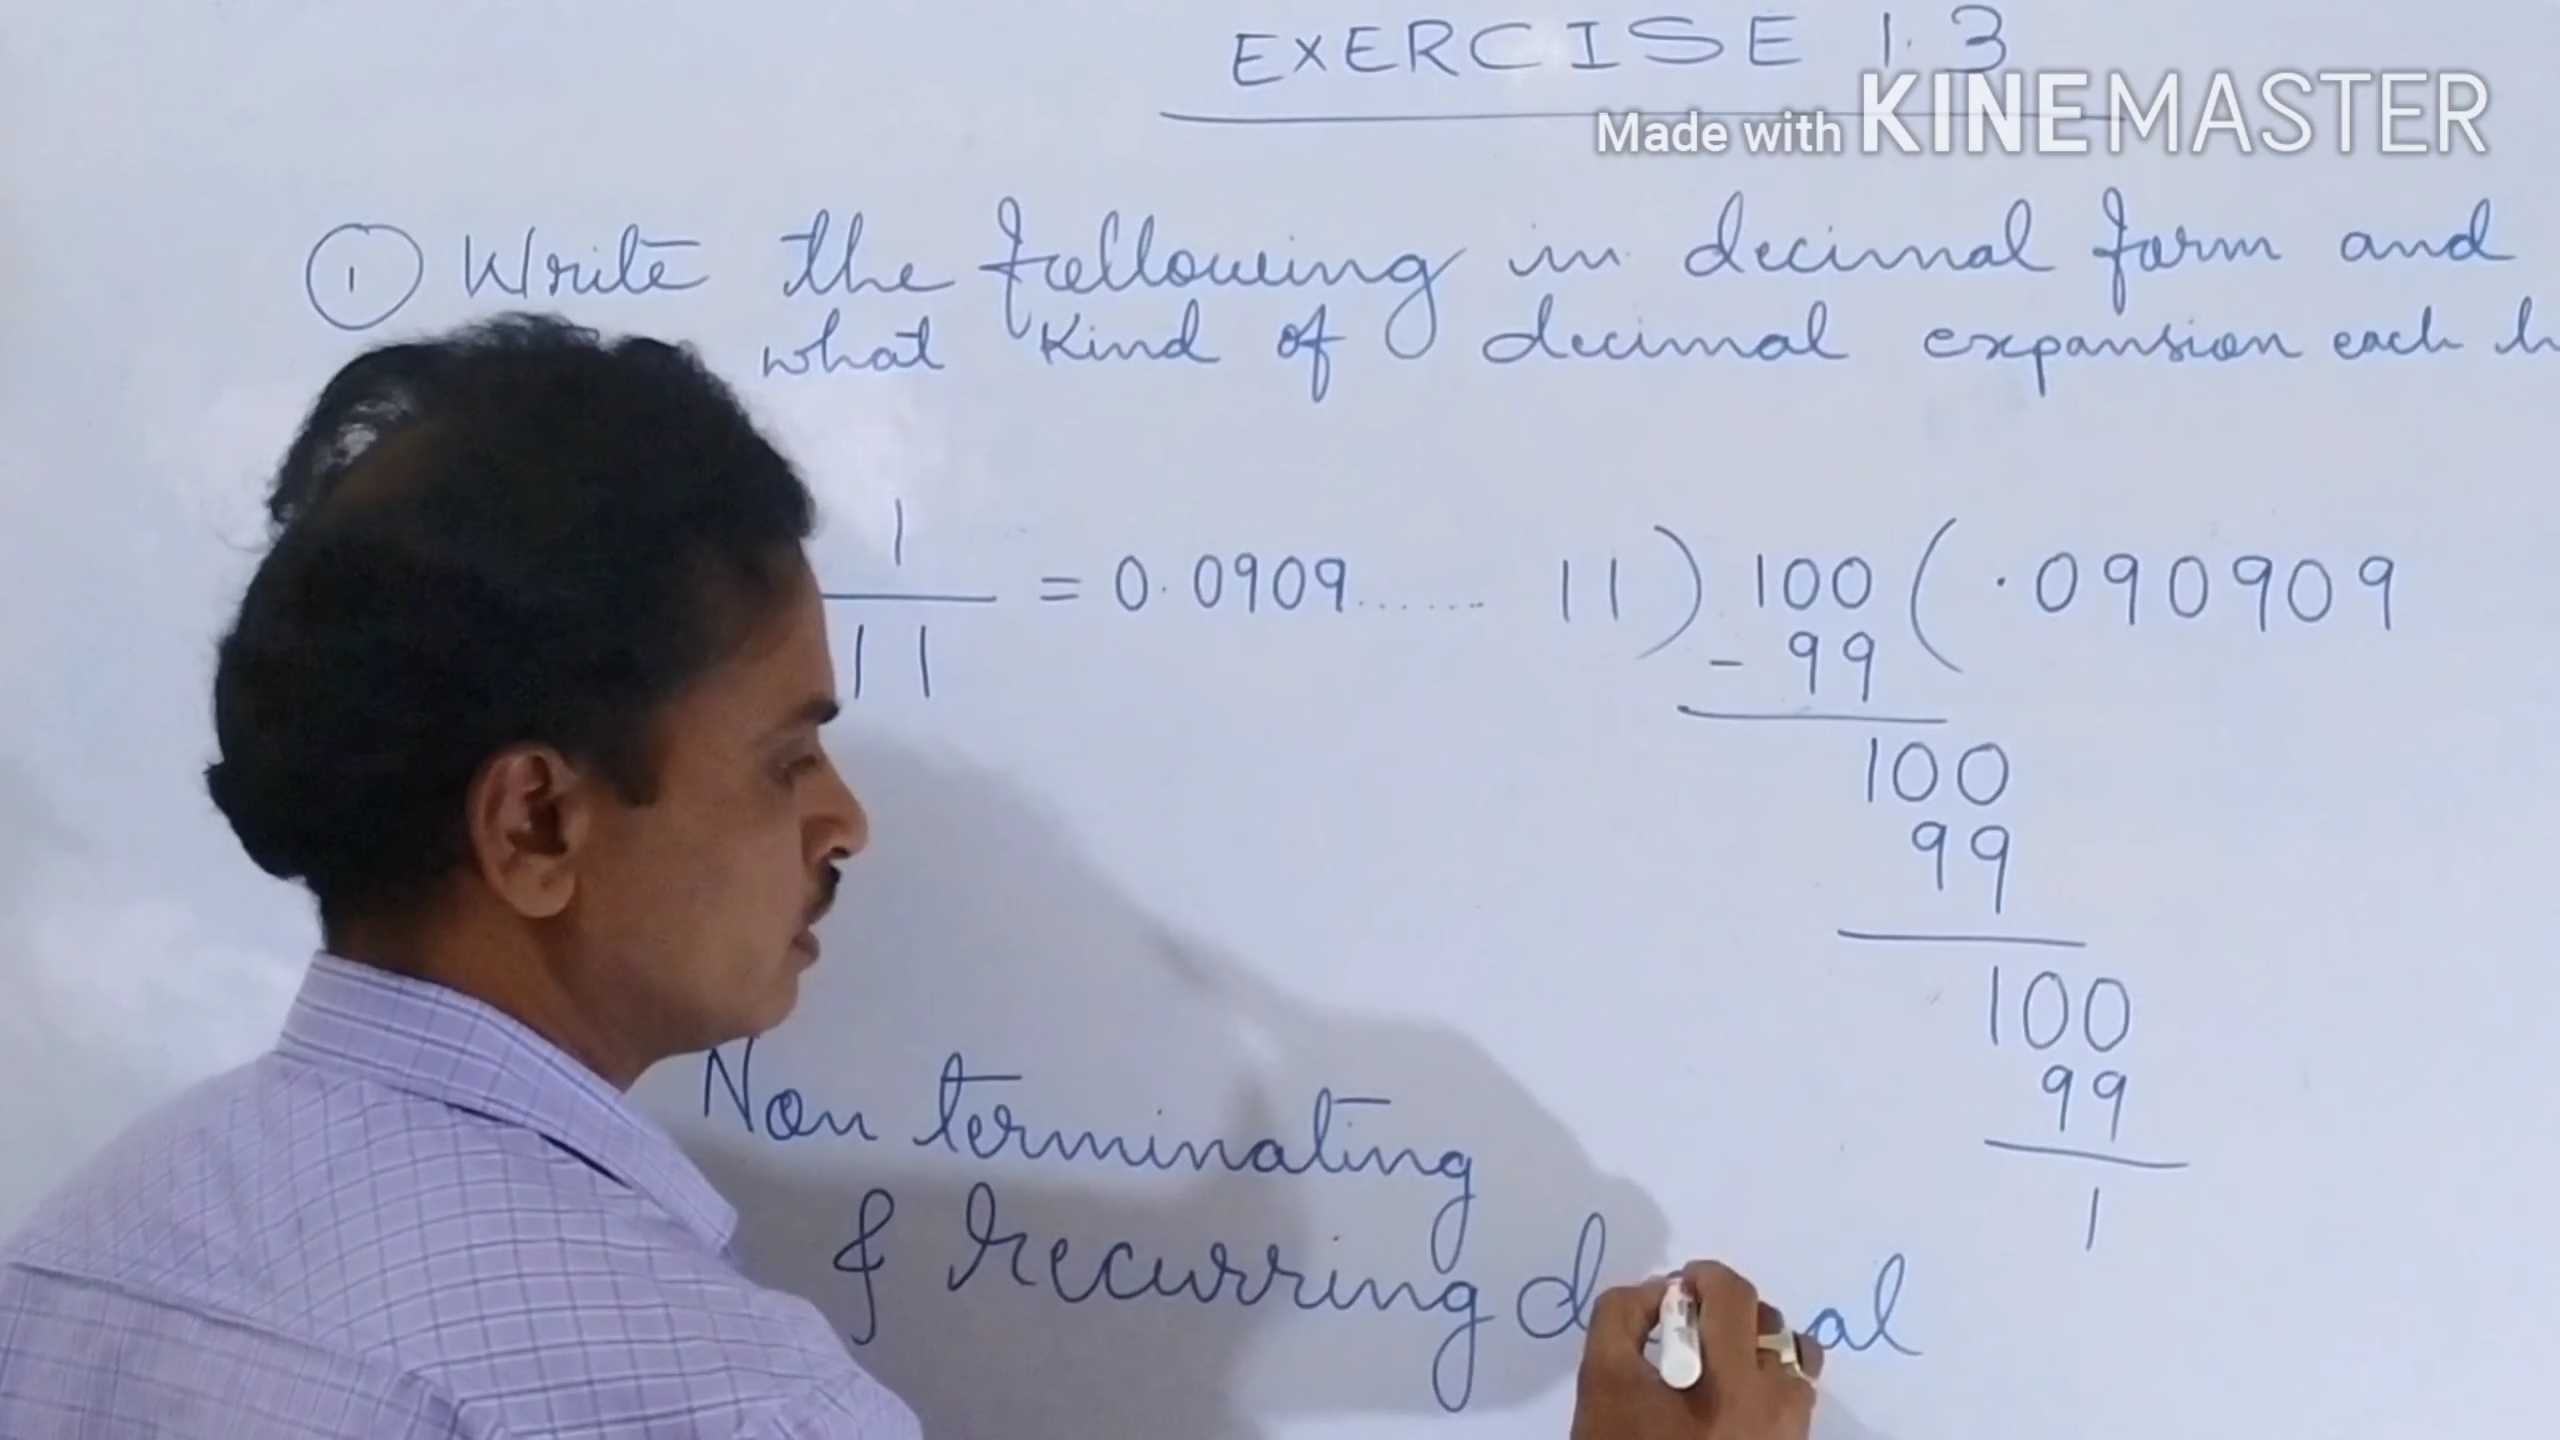 EXERCISE 1.3
Made with KINEMASTER
① Write the following in decimal form and
what kind of decimal expansion each
1
11
= 0.0909......
11 ) 100 ( .090909
- 99
100
99
100
99
1
Non terminating
& recurring